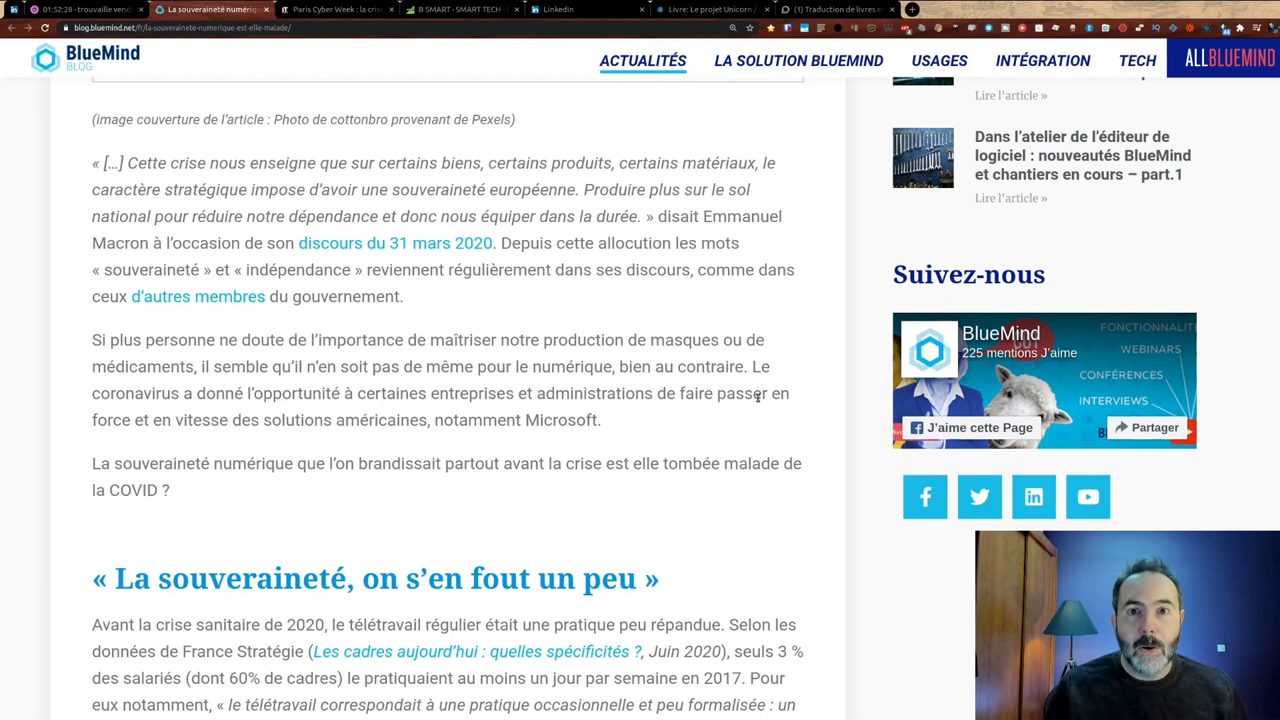 01:52:28 - trouvaille vend
La souveraineté numériqu
Paris Cyber Week : la cris
B SMART - SMART TECH -
LinkedIn
Livre: Le projet Unicorn /
(1) Traduction de livres e
blog.bluemind.net/fr/la-souverainete-numerique-est-elle-malade/
BlueMind
BLOG
ACTUALITÉS
LA SOLUTION BLUEMIND
USAGES
INTÉGRATION
TECH
ALLBLUEMIND
(image couverture de l'article : Photo de cottonbro provenant de Pexels)
« […] Cette crise nous enseigne que sur certains biens, certains produits, certains matériaux, le
caractère stratégique impose d'avoir une souveraineté européenne. Produire plus sur le sol
national pour réduire notre dépendance et donc nous équiper dans la durée. » disait Emmanuel
Macron à l'occasion de son discours du 31 mars 2020. Depuis cette allocution les mots
« souveraineté » et « indépendance » reviennent régulièrement dans ses discours, comme dans
ceux d'autres membres du gouvernement.
Si plus personne ne doute de l'importance de maîtriser notre production de masques ou de
médicaments, il semble qu'il n'en soit pas de même pour le numérique, bien au contraire. Le
coronavirus a donné l'opportunité à certaines entreprises et administrations de faire passer en
force et en vitesse des solutions américaines, notamment Microsoft.
La souveraineté numérique que l'on brandissait partout avant la crise est elle tombée malade de
la COVID ?
« La souveraineté, on s'en fout un peu »
Avant la crise sanitaire de 2020, le télétravail régulier était une pratique peu répandue. Selon les
données de France Stratégie (Les cadres aujourd'hui : quelles spécificités ?, Juin 2020), seuls 3 %
des salariés (dont 60% de cadres) le pratiquaient au moins un jour par semaine en 2017. Pour
eux notamment, « le télétravail correspondait à une pratique occasionnelle et peu formalisée : un
Lire l'article »
Dans l'atelier de l'éditeur de
logiciel : nouveautés BlueMind
et chantiers en cours – part.1
Lire l'article »
Suivez-nous
BlueMind
225 mentions J'aime
FONCTIONNALITÉ
WEBINARS
CONFÉRENCES
INTERVIEWS
J'aime cette Page
Partager